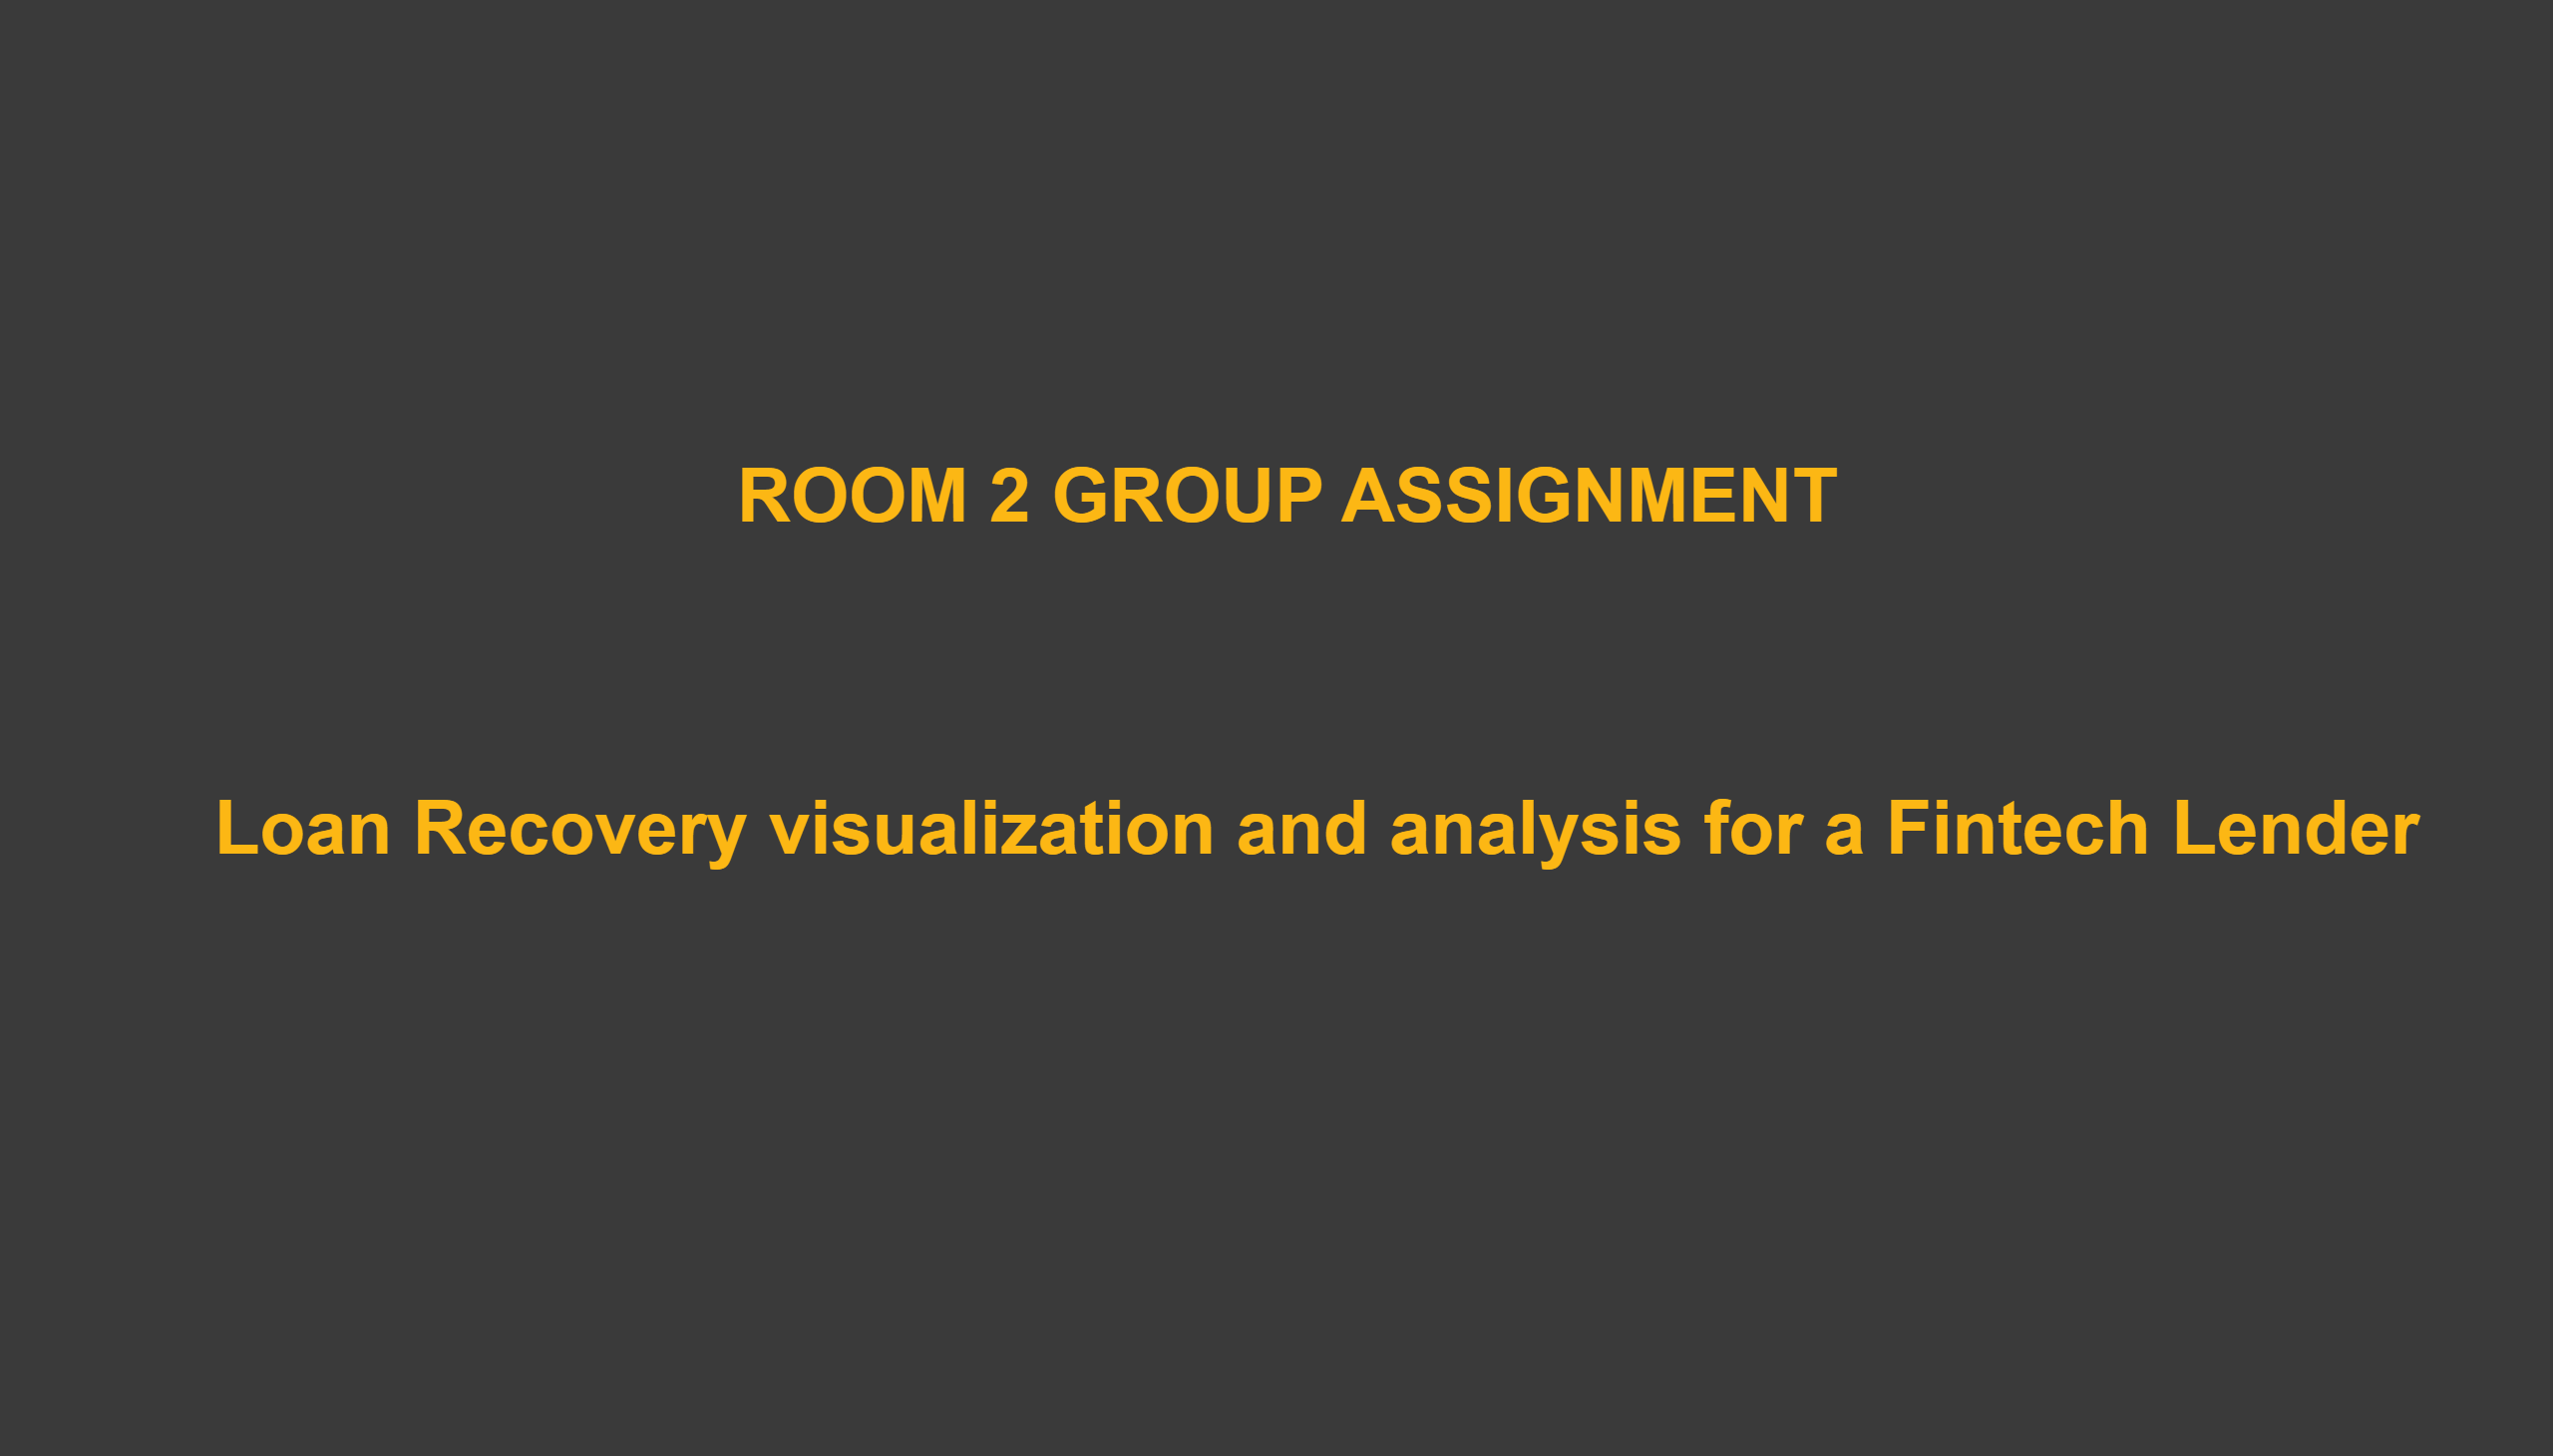 ROOM 2 GROUP ASSIGNMENT
Loan Recovery visualization and analysis for a Fintech Lender